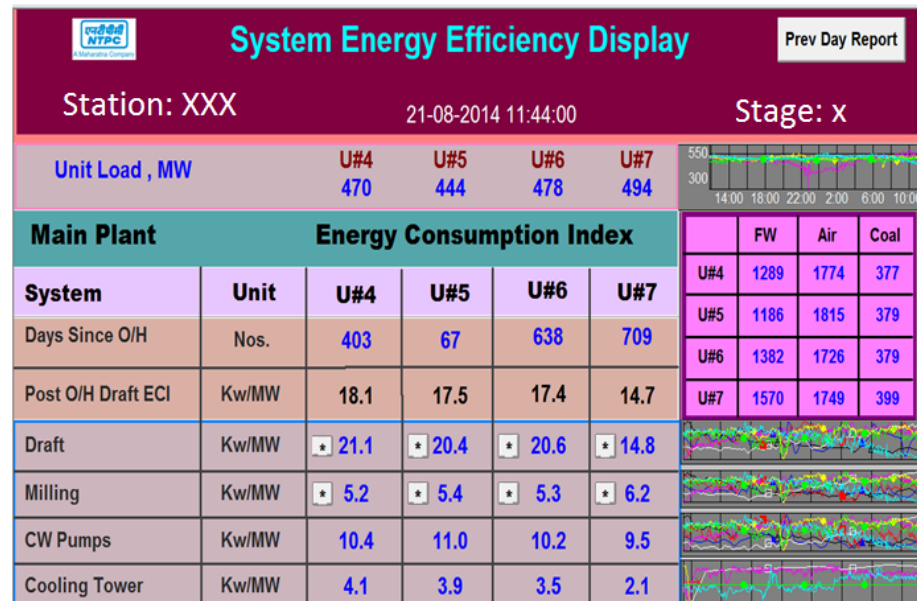 एनटीपीसी
NTPC
A Maharatna Company
System Energy Efficiency Display
Prev Day Report
Station: XXX
21-08-2014 11:44:00
Stage: x
Unit Load , MW
U#4 U#5 U#6 U#7
470 444 478 494
550
300
14:00 18:00 22:00 2:00 6:00 10:00
Main Plant Energy Consumption Index
FW Air Coal
U#4 1289 1774 377
U#5 1186 1815 379
U#6 1382 1726 379
U#7 1570 1749 399
System Unit U#4 U#5 U#6 U#7
Days Since O/H Nos. 403 67 638 709
Post O/H Draft ECI Kw/MW 18.1 17.5 17.4 14.7
Draft Kw/MW * 21.1 * 20.4 * 20.6 * 14.8
Milling Kw/MW * 5.2 * 5.4 * 5.3 * 6.2
CW Pumps Kw/MW 10.4 11.0 10.2 9.5
Cooling Tower Kw/MW 4.1 3.9 3.5 2.1